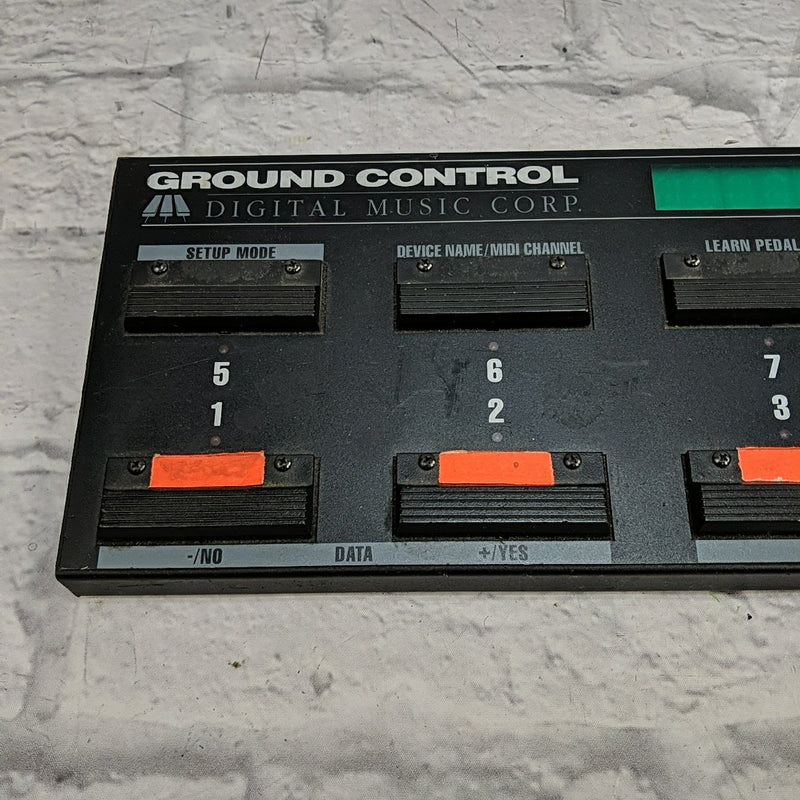 GROUND CONTROL
DIGITAL MUSIC CORP.
SETUP MODE
DEVICE NAME/MIDI CHANNEL
LEARN PEDAL
5
6
7
1
2
3
-/NO
DATA
+/YES